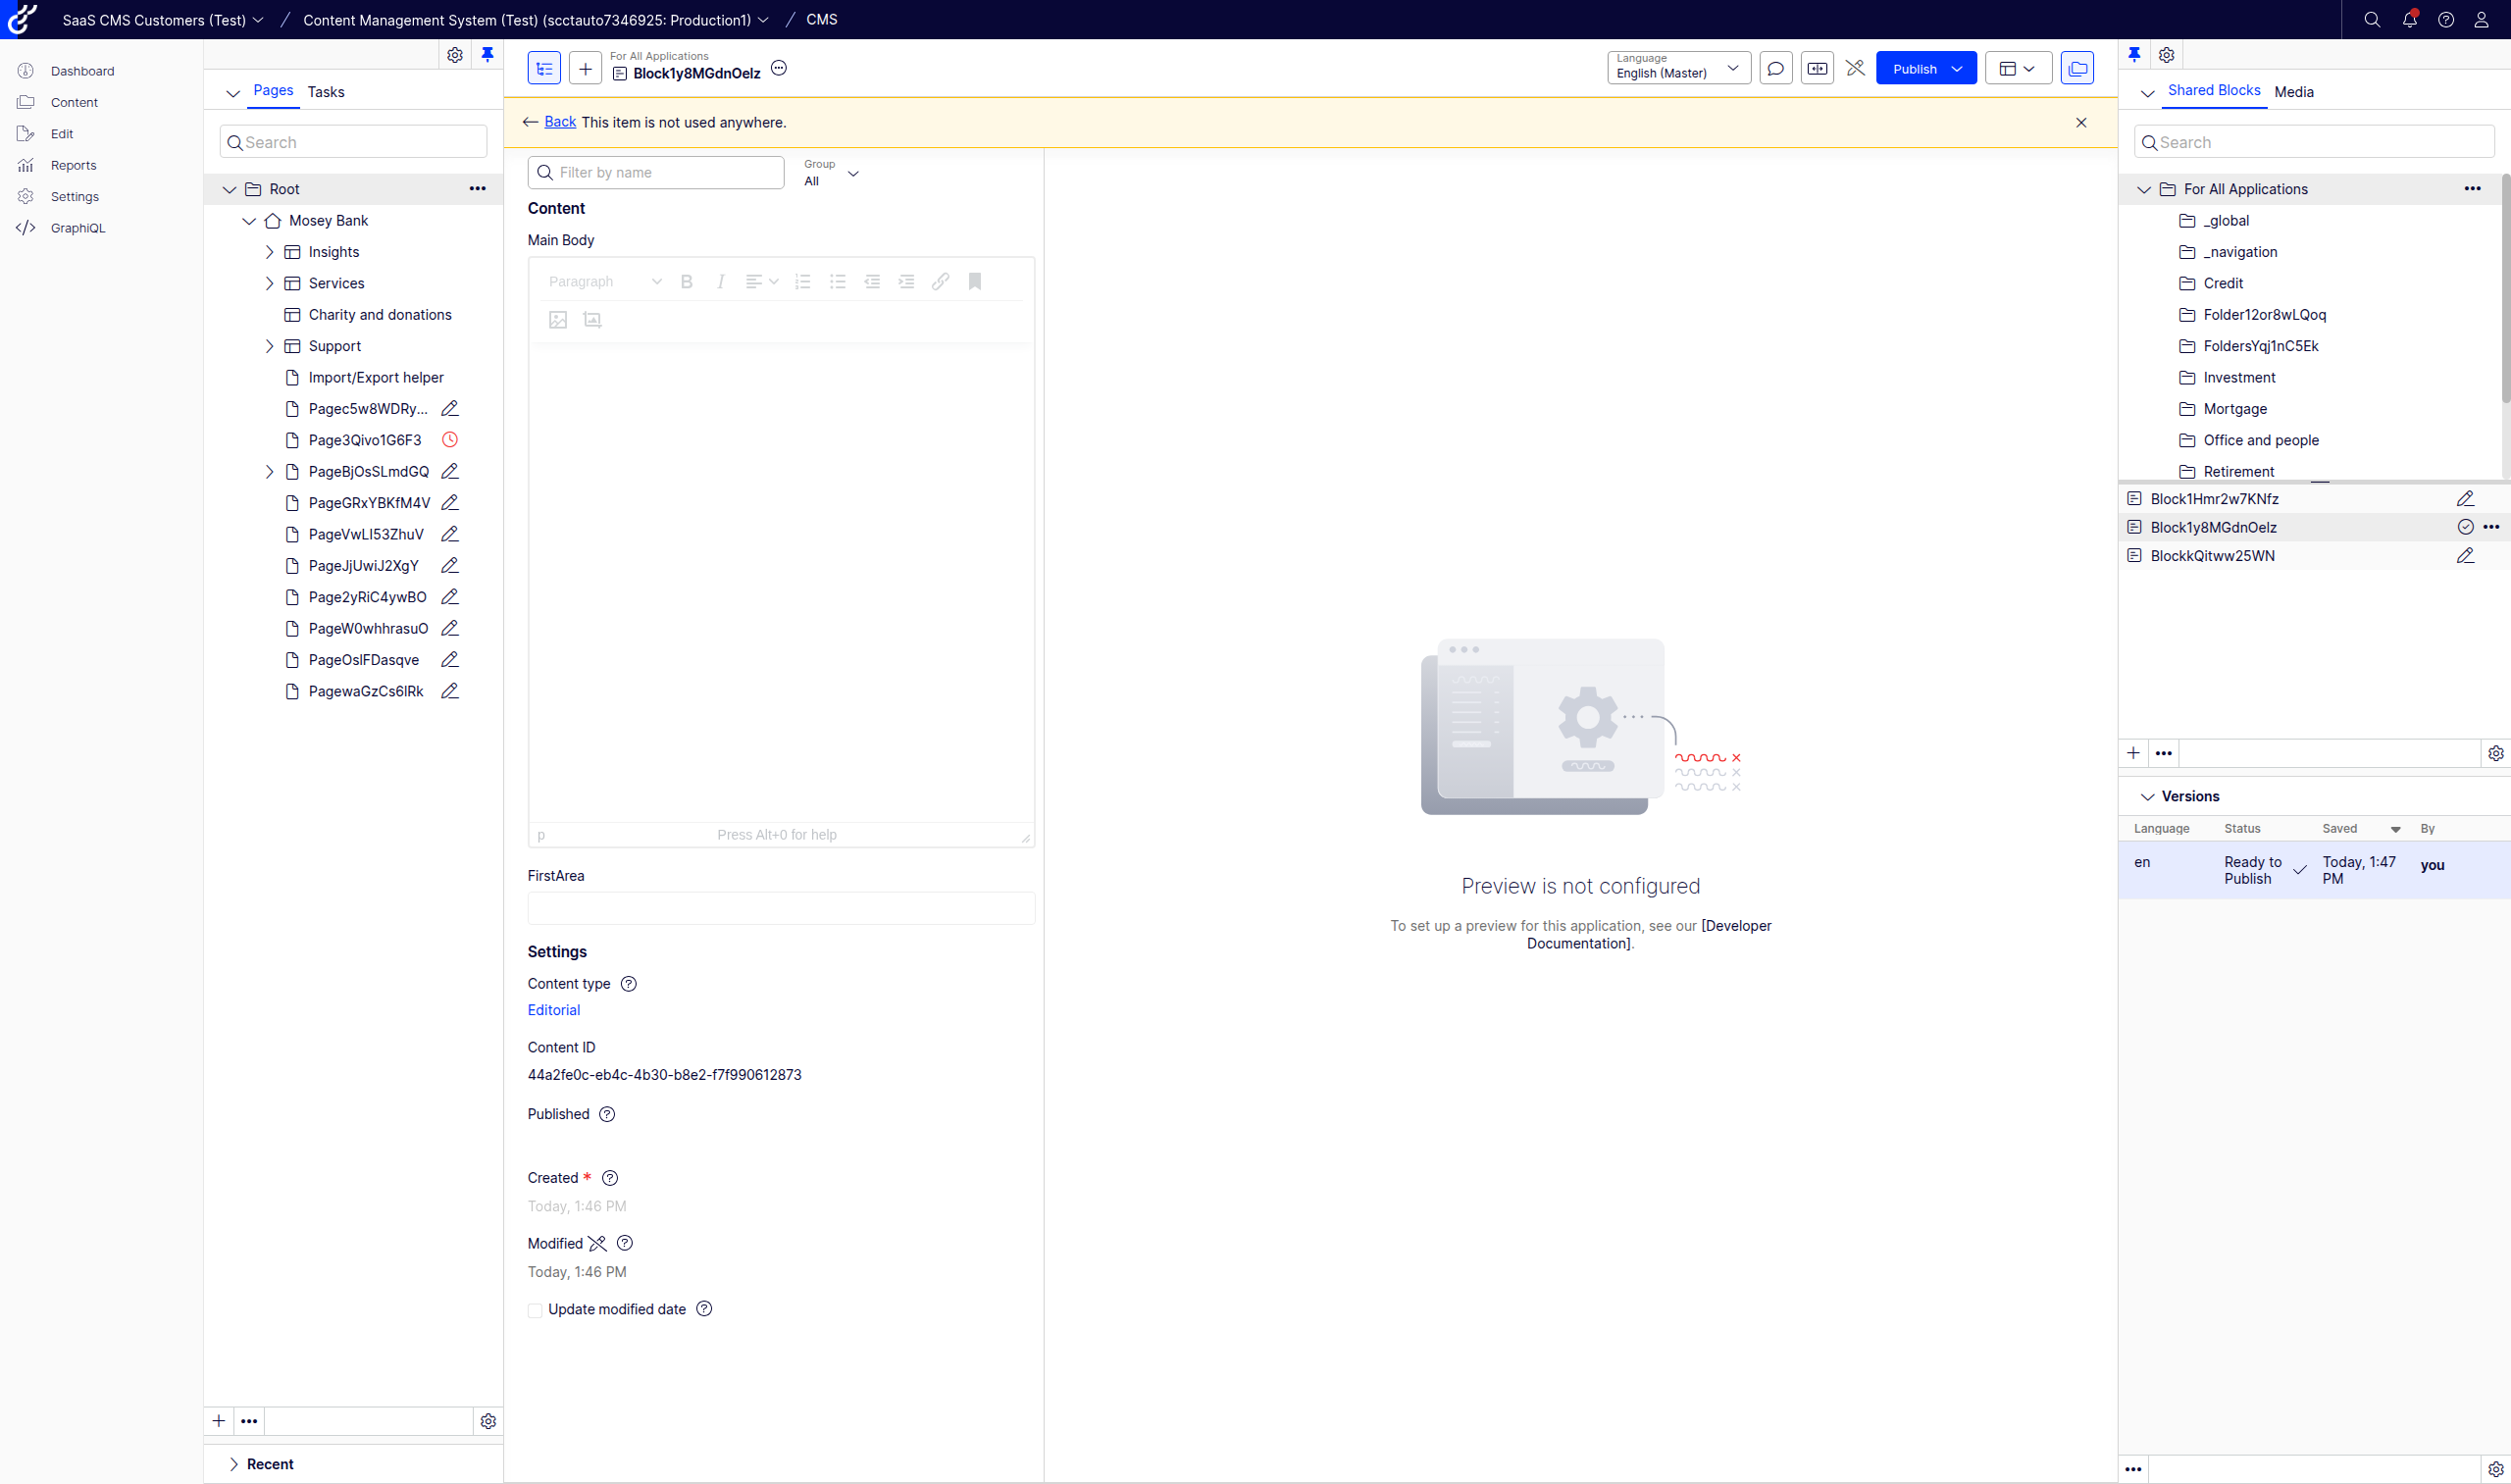 SaaS CMS Customers (Test) / Content Management System (Test) (scctauto7346925: Production1) / CMS
Dashboard
Content
Edit
Reports
Settings
GraphiQL
Pages Tasks
Search
Root
Mosey Bank
Insights
Services
Charity and donations
Support
Import/Export helper
Pagec5w8WDRy...
Page3Qivo1G6F3
PageBjOsSLmdGQ
PageGRxYBKfM4V
PageVwLI53ZhuV
PageJjUwiJ2XgY
Page2yRiC4ywBO
PageW0whhrasuO
PageOsIFDasqve
PagewaGzCs6lRk
Recent
For All Applications
Block1y8MGdnOelz
Language
English (Master)
Publish
Back This item is not used anywhere.
Filter by name
Group
All
Content
Main Body
Paragraph
p
Press Alt+0 for help
FirstArea
Settings
Content type
Editorial
Content ID
44a2fe0c-eb4c-4b30-b8e2-f7f990612873
Published
Created *
Today, 1:46 PM
Modified
Today, 1:46 PM
Update modified date
Preview is not configured
To set up a preview for this application, see our [Developer
Documentation].
Shared Blocks Media
Search
For All Applications
_global
_navigation
Credit
Folder12or8wLQoq
FoldersYqj1nC5Ek
Investment
Mortgage
Office and people
Retirement
Block1Hmr2w7KNfz
Block1y8MGdnOelz
BlockkQitww25WN
Versions
Language Status Saved By
en Ready to Publish Today, 1:47 PM you